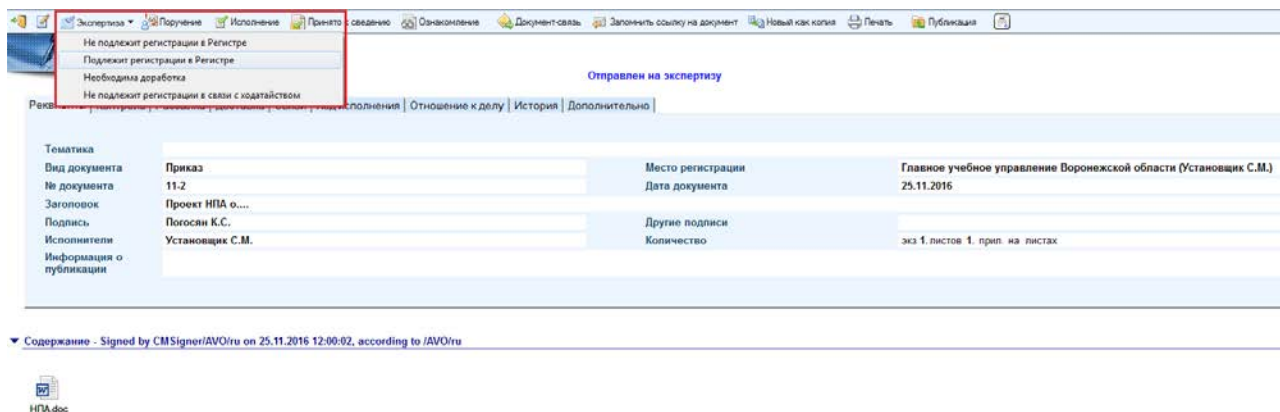 Экспертиза Поручение Исполнение Принято к сведению Ознакомление Документ-связь Запомнить ссылку на документ Новый как копия Печать Публикация
Не подлежит регистрации в Регистре
Подлежит регистрации в Регистре
Необходима доработка
Не подлежит регистрации в связи с ходатайством
Отправлен на экспертизу
Отношение к делу История Дополнительно
Тематика
Вид документа Приказ Место регистрации Главное учебное управление Воронежской области (Установщик С.М.)
№ документа 11-2 Дата документа 25.11.2016
Заголовок Проект НПА о....
Подпись Погосян К.С. Другие подписи
Исполнители Установщик С.М. Количество экз 1. листов 1. прил. на листах
Информация о
публикации
Содержание - Signed by CMSigner/AVO/ru on 25.11.2016 12:00:02, according to /AVO/ru
НПА.doc